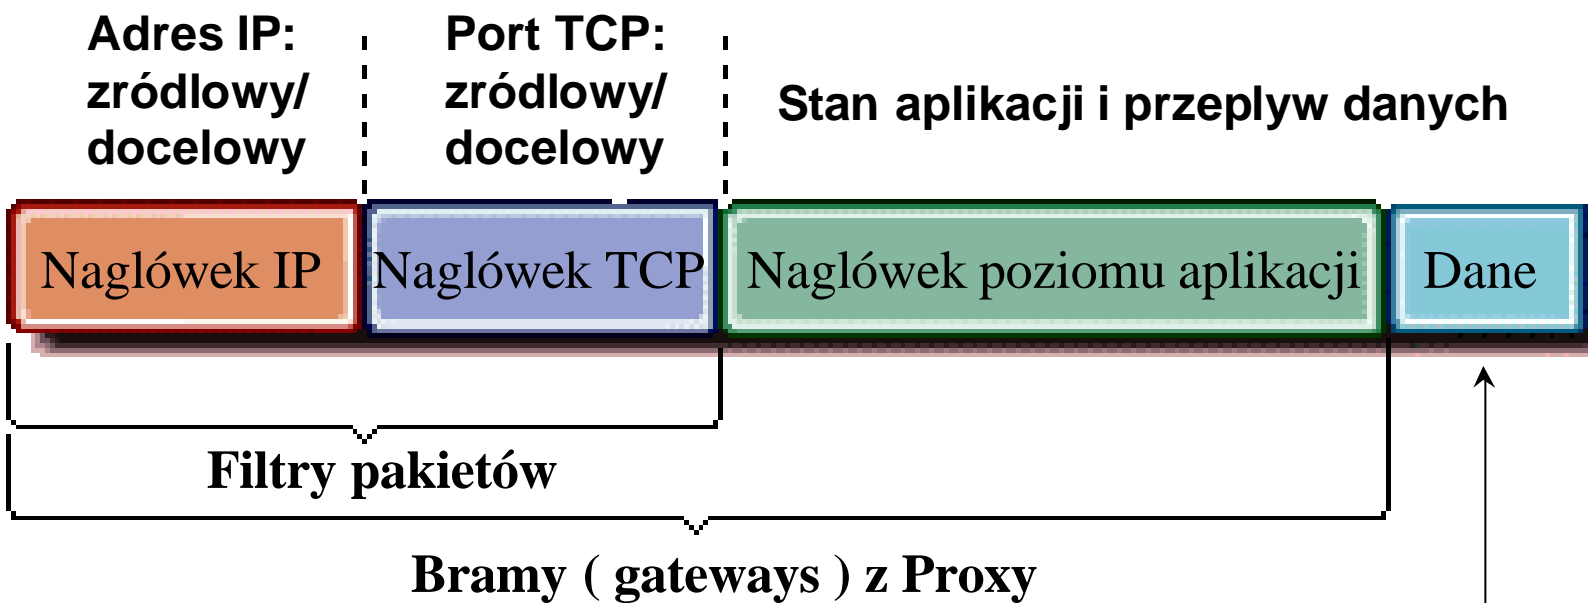 Adres IP:
zródlowy/
docelowy
Port TCP:
zródlowy/
docelowy
Stan aplikacji i przeplyw danych
Naglówek IP
Naglówek TCP
Naglówek poziomu aplikacji
Dane
Filtry pakietów
Bramy ( gateways ) z Proxy